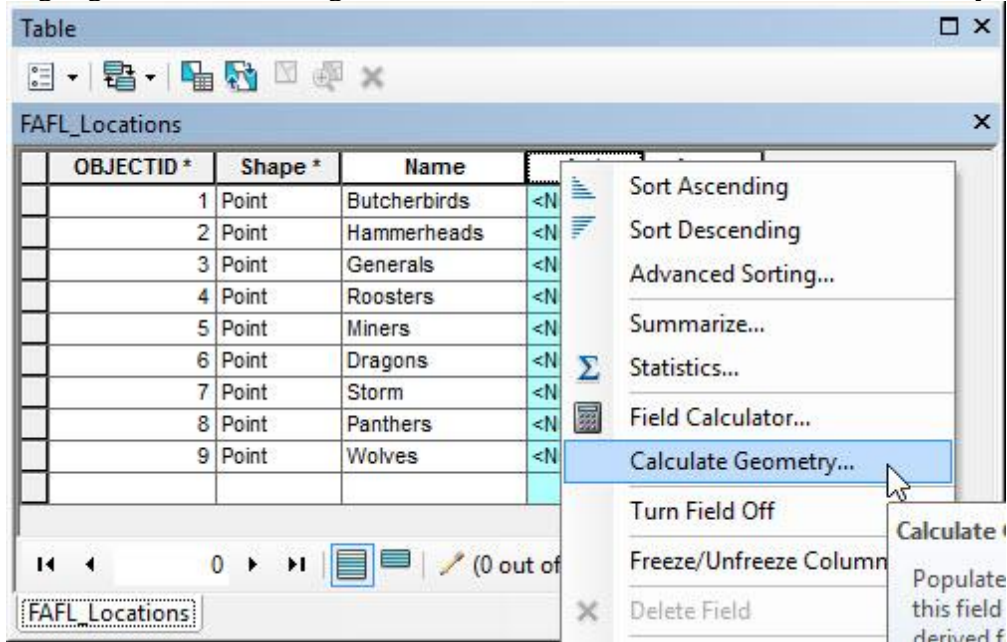 Table
FAFL_Locations
OBJECTID * Shape * Name
1 Point Butcherbirds <N
2 Point Hammerheads <N
3 Point Generals <N
4 Point Roosters <N
5 Point Miners <N
6 Point Dragons <N
7 Point Storm <N
8 Point Panthers <N
9 Point Wolves <N
Sort Ascending
Sort Descending
Advanced Sorting...
Summarize...
Σ Statistics...
Field Calculator...
Calculate Geometry...
Turn Field Off
Freeze/Unfreeze Column
Delete Field
Calculate
Populate
this field
derived f
0 (0 out of
FAFL_Locations